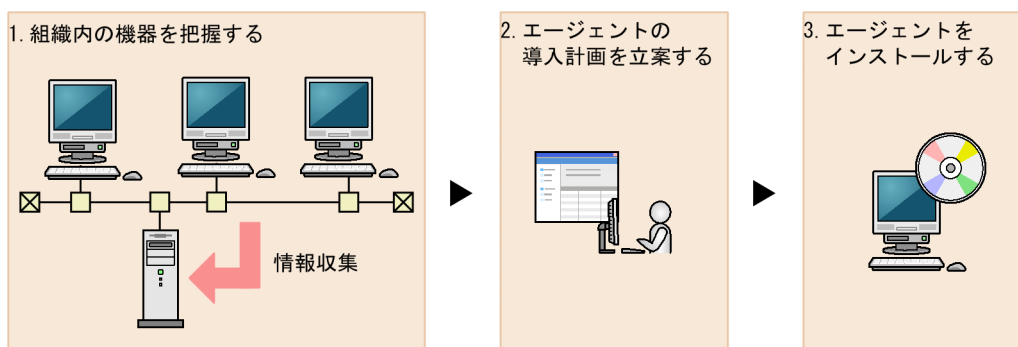 1. 組織内の機器を把握する
情報収集
2. エージェントの
導入計画を立案する
3. エージェントを
インストールする